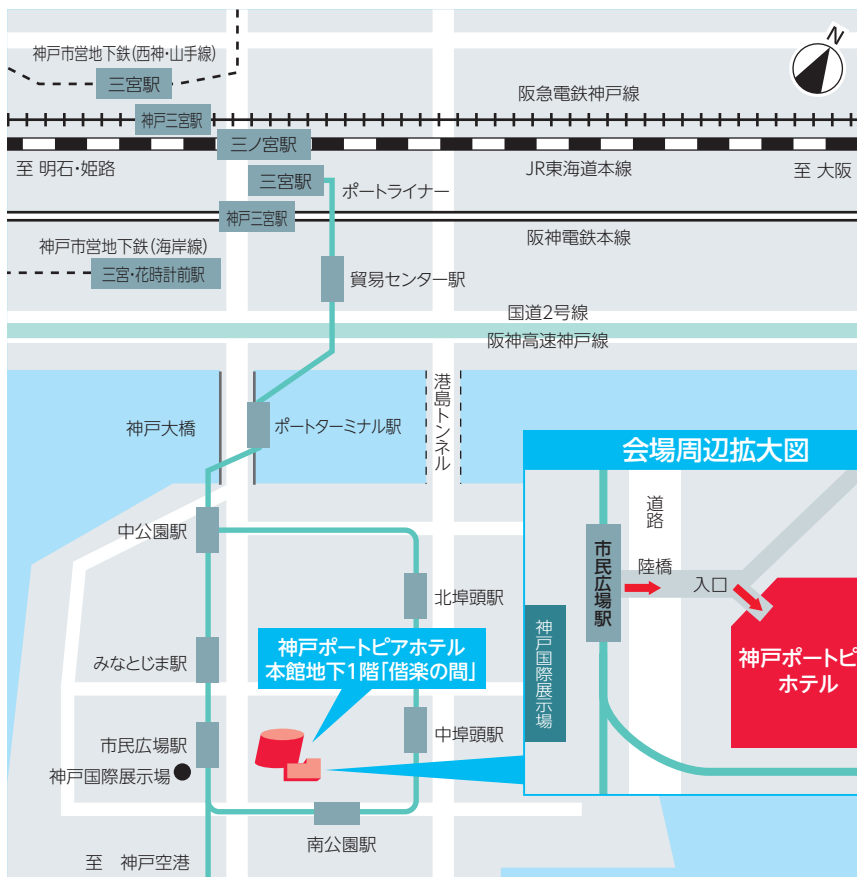 神戸市営地下鉄(西神・山手線)
N
三宮駅
阪急電鉄神戸線
神戸三宮駅
三ノ宮駅
至 明石・姫路
JR東海道本線
至 大阪
三宮駅
ポートライナー
神戸三宮駅
阪神電鉄本線
神戸市営地下鉄(海岸線)
三宮・花時計前駅
貿易センター駅
国道2号線
阪神高速神戸線
港島トンネル
神戸大橋
ポートターミナル駅
会場周辺拡大図
道路
中公園駅
市民広場駅
陸橋
入口
北埠頭駅
神戸国際展示場
神戸ポートピアホテル
本館地下1階「偕楽の間」
みなとじま駅
神戸ポートピ
ホテル
市民広場駅
中埠頭駅
神戸国際展示場
南公園駅
至 神戸空港